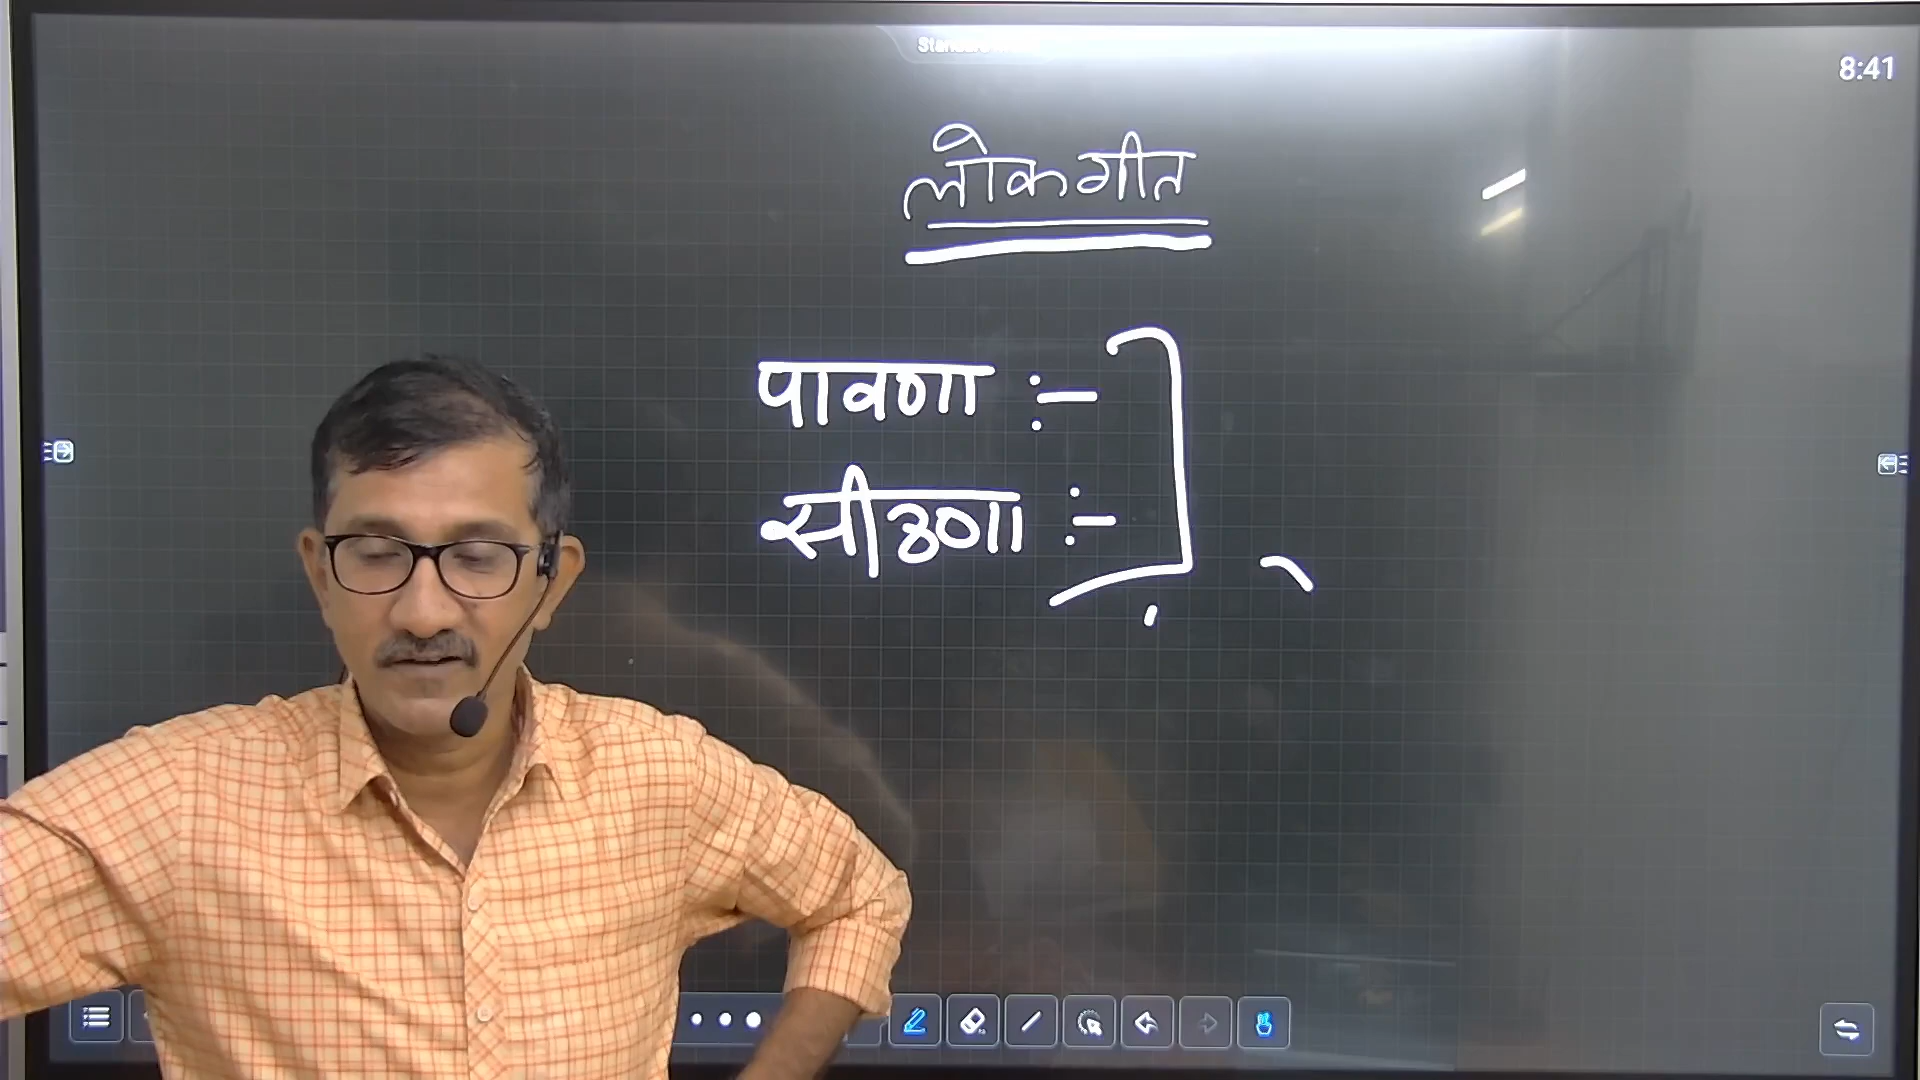 8:41
लोकगीत
पावणा :-
सीठणा :-